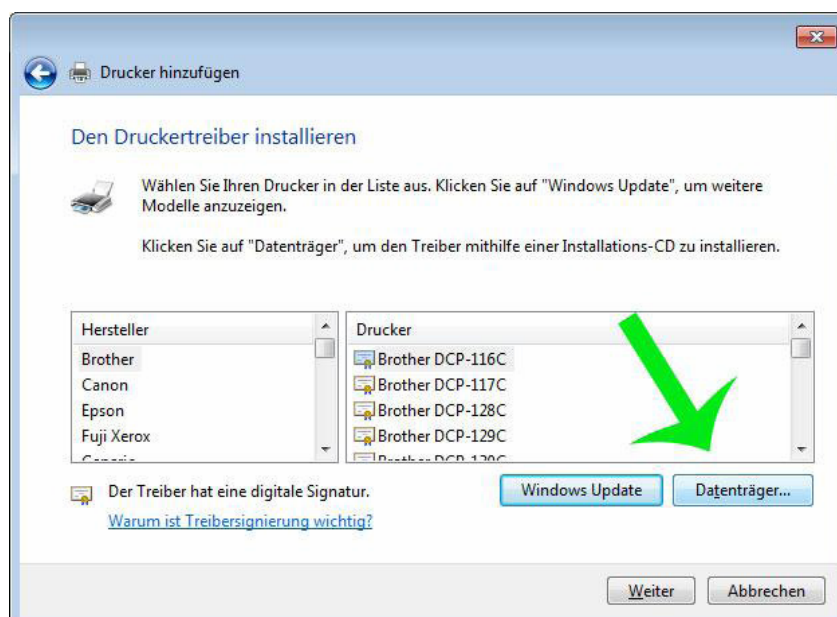 Drucker hinzufügen
Den Druckertreiber installieren
Wählen Sie Ihren Drucker in der Liste aus. Klicken Sie auf "Windows Update", um weitere
Modelle anzuzeigen.
Klicken Sie auf "Datenträger", um den Treiber mithilfe einer Installations-CD zu installieren.
Hersteller
Brother
Canon
Epson
Fuji Xerox
Drucker
Brother DCP-116C
Brother DCP-117C
Brother DCP-128C
Brother DCP-129C
Der Treiber hat eine digitale Signatur.
Warum ist Treibersignierung wichtig?
Windows Update
Datenträger...
Weiter
Abbrechen